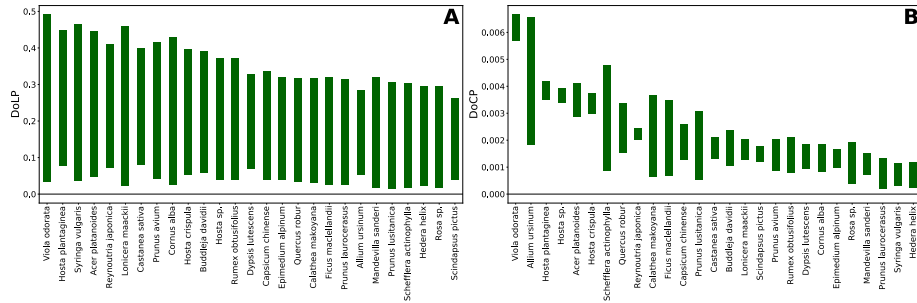 A
DoLP
0,5
0,4
0,3
0,2
0,1
0,0
Viola odorata
Hosta plantaginea
Syringa vulgaris
Acer platanoides
Reynoutria japonica
Lonicera maackii
Castanea sativa
Prunus avium
Cornus alba
Hosta crispula
Buddleja davidii
Hosta sp.
Rumex obtusifolius
Dypsis lutescens
Capsicum chinense
Epimedium alpinum
Quercus robur
Calathea makoyana
Ficus maclellandii
Prunus laurocerasus
Allium ursinum
Mandevilla sanderi
Prunus lusitanica
Schefflera actinophylla
Hedera helix
Rosa sp.
Scindapsus pictus
B
DoCP
0,006
0,005
0,004
0,003
0,002
0,001
0,000
Viola odorata
Allium ursinum
Hosta plantaginea
Hosta sp.
Acer platanoides
Hosta crispula
Schefflera actinophylla
Quercus robur
Reynoutria japonica
Calathea makoyana
Ficus maclellandii
Capsicum chinense
Prunus lusitanica
Castanea sativa
Buddleja davidii
Lonicera maackii
Scindapsus pictus
Prunus avium
Rumex obtusifolius
Dypsis lutescens
Cornus alba
Epimedium alpinum
Rosa sp.
Mandevilla sanderi
Prunus laurocerasus
Syringa vulgaris
Hedera helix